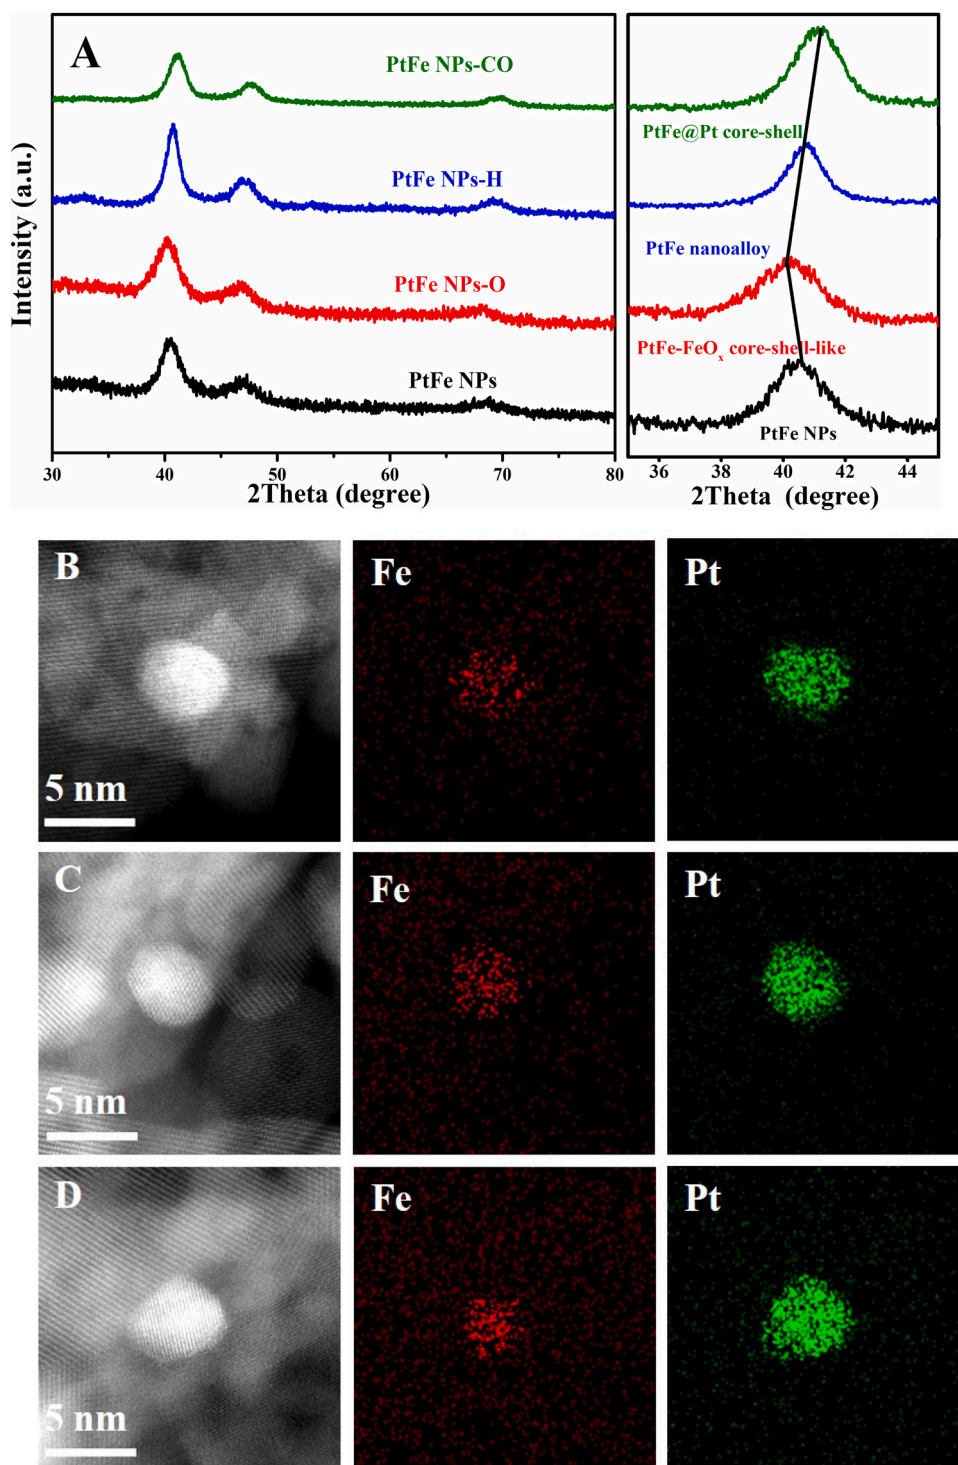 A
PtFe NPs-CO
PtFe NPs-H
PtFe NPs-O
PtFe NPs
Intensity (a.u.)
30 40 50 60 70 80
2Theta (degree)
PtFe@Pt core-shell
PtFe nanoalloy
PtFe-FeOₓ core-shell-like
PtFe NPs
36 38 40 42 44
2Theta (degree)
B
5 nm
Fe
Pt
C
5 nm
Fe
Pt
D
5 nm
Fe
Pt